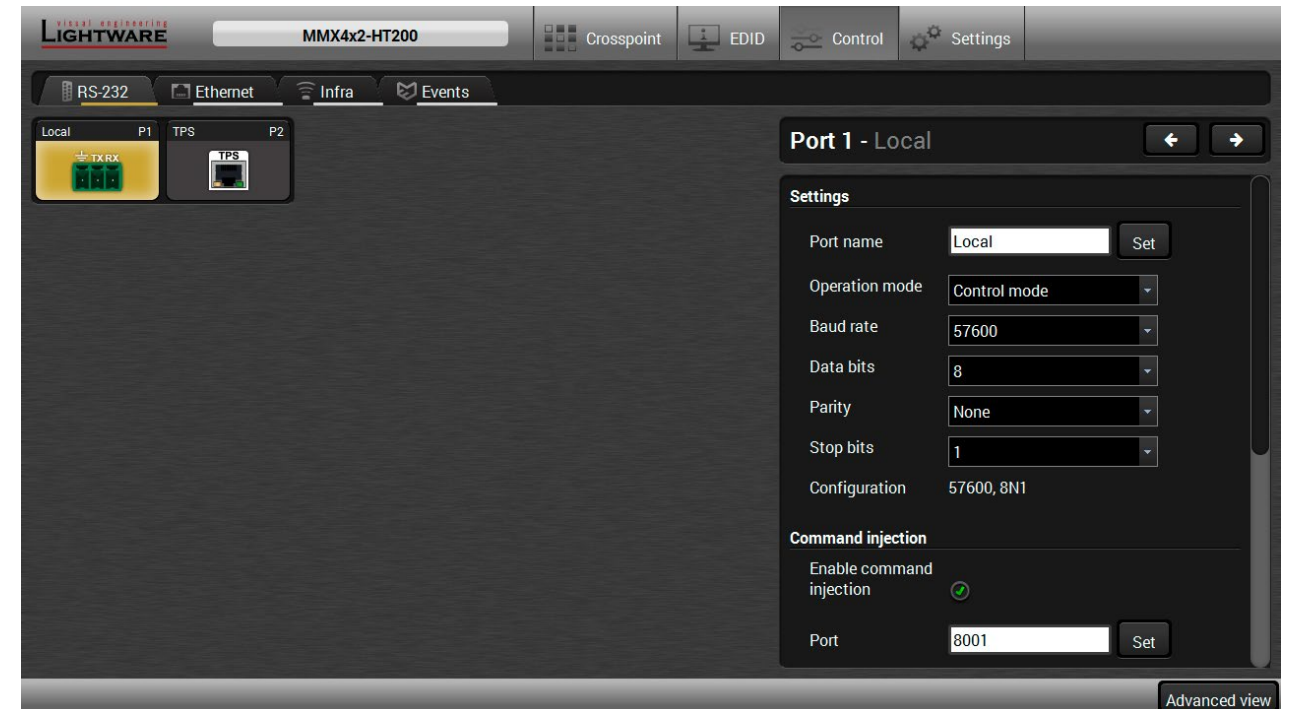 visual engineering
LIGHTWARE
MMX4x2-HT200
Crosspoint
EDID
Control
Settings
RS-232
Ethernet
Infra
Events
Local P1
TX RX
TPS P2
TPS
Port 1 - Local
Settings
Port name Local Set
Operation mode Control mode
Baud rate 57600
Data bits 8
Parity None
Stop bits 1
Configuration 57600, 8N1
Command injection
Enable command
injection
Port 8001 Set
Advanced view